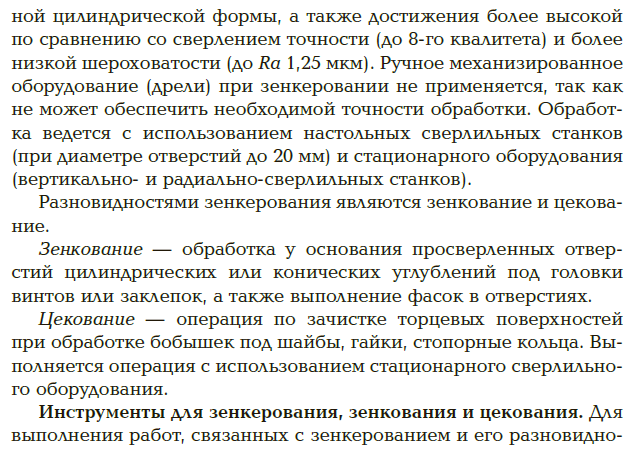 ной цилиндрической формы, а также достижения более высокой
по сравнению со сверлением точности (до 8-го квалитета) и более
низкой шероховатости (до Ra 1,25 мкм). Ручное механизированное
оборудование (дрели) при зенкеровании не применяется, так как
не может обеспечить необходимой точности обработки. Обработ-
ка ведется с использованием настольных сверлильных станков
(при диаметре отверстий до 20 мм) и стационарного оборудования
(вертикально- и радиально-сверлильных станков).
Разновидностями зенкерования являются зенкование и цекова-
ние.
Зенкование — обработка у основания просверленных отвер-
стий цилиндрических или конических углублений под головки
винтов или заклепок, а также выполнение фасок в отверстиях.
Цекование — операция по зачистке торцевых поверхностей
при обработке бобышек под шайбы, гайки, стопорные кольца. Вы-
полняется операция с использованием стационарного сверлильно-
го оборудования.
Инструменты для зенкерования, зенкования и цекования. Для
выполнения работ, связанных с зенкерованием и его разновидно-